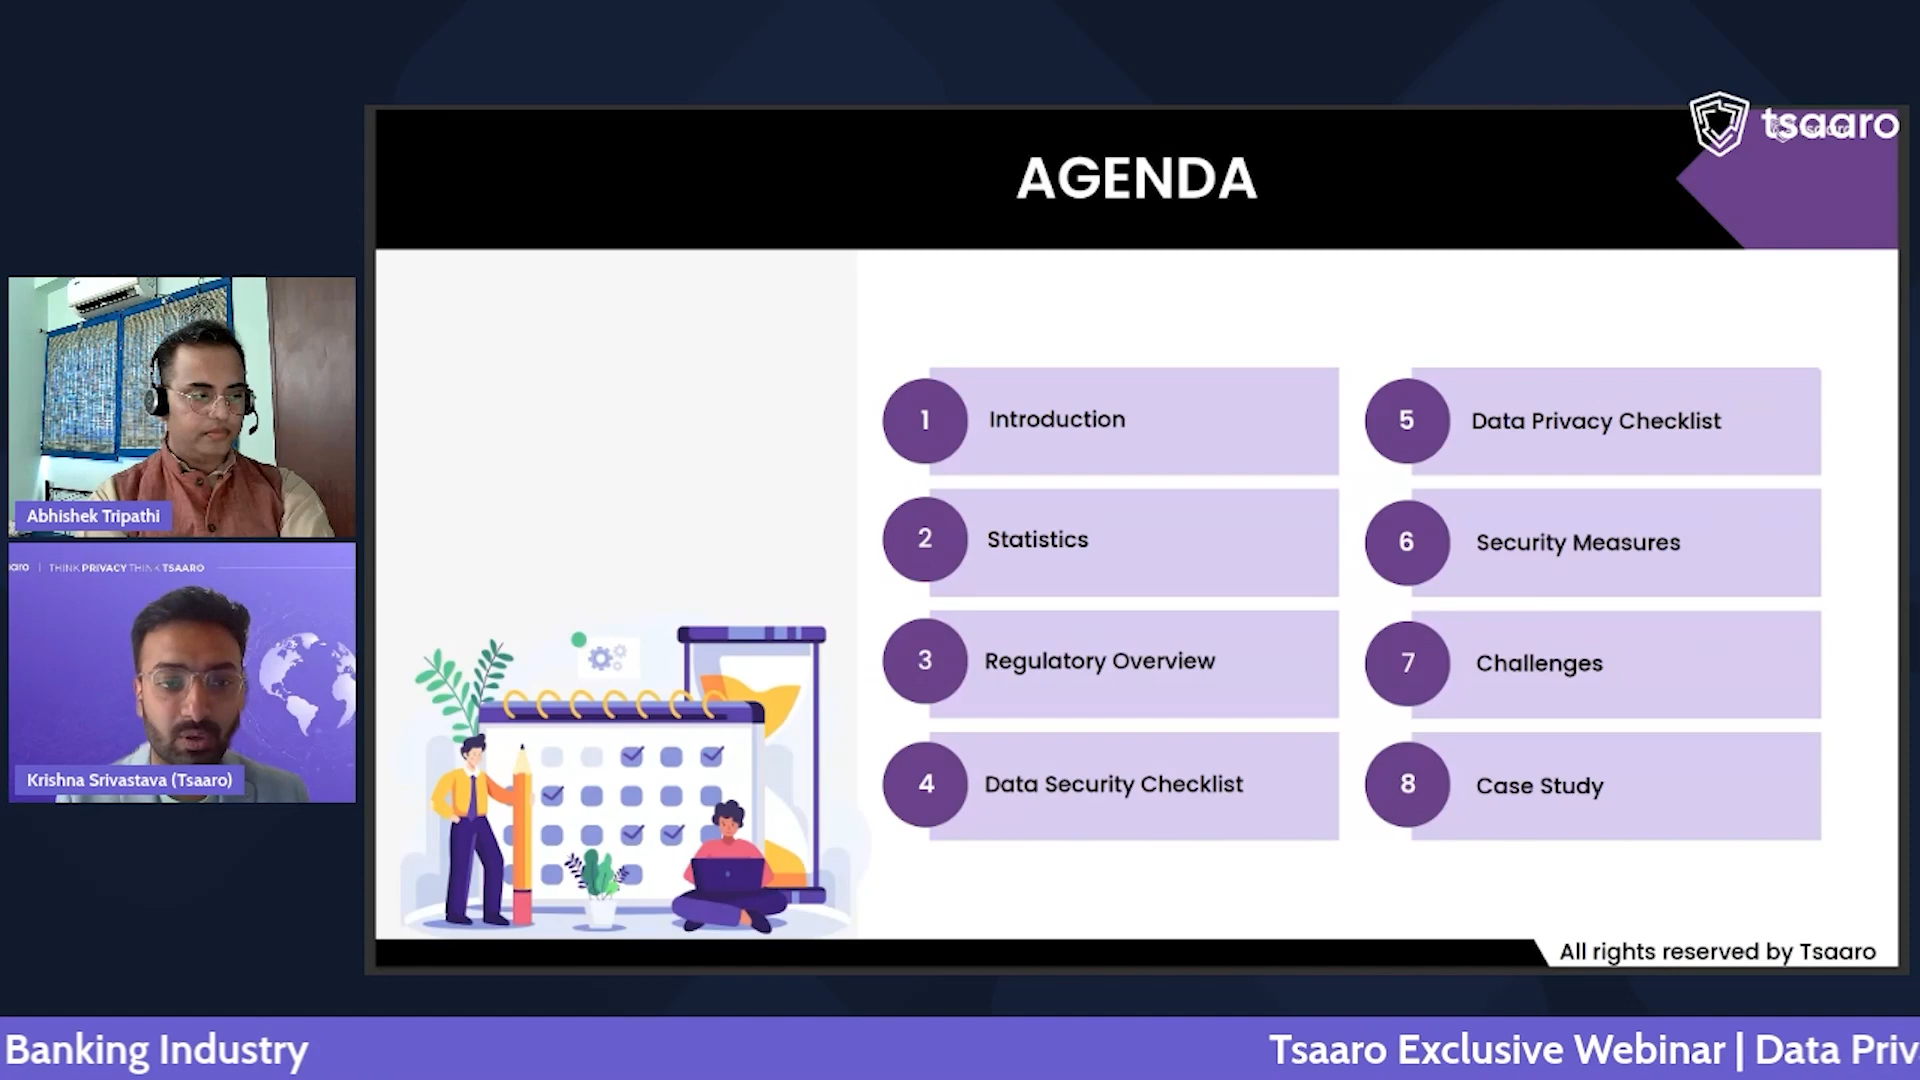 tsaaro
AGENDA
1 Introduction
2 Statistics
3 Regulatory Overview
4 Data Security Checklist
5 Data Privacy Checklist
6 Security Measures
7 Challenges
8 Case Study
All rights reserved by Tsaaro
Abhishek Tripathi
aro | THINK PRIVACY THINK TSAARO
Krishna Srivastava (Tsaaro)
Banking Industry
Tsaaro Exclusive Webinar | Data Priv